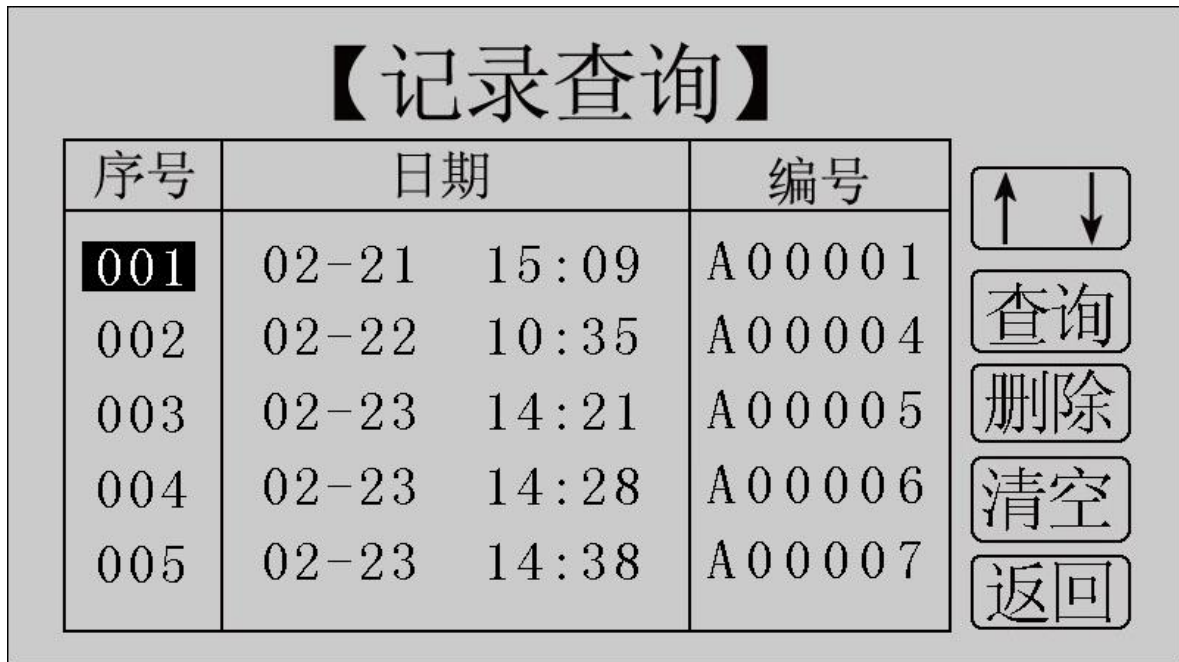 【记录查询】
序号 日期 编号
↑ ↓
001 02-21 15:09 A00001
查询
002 02-22 10:35 A00004
003 02-23 14:21 A00005
删除
004 02-23 14:28 A00006
清空
005 02-23 14:38 A00007
返回